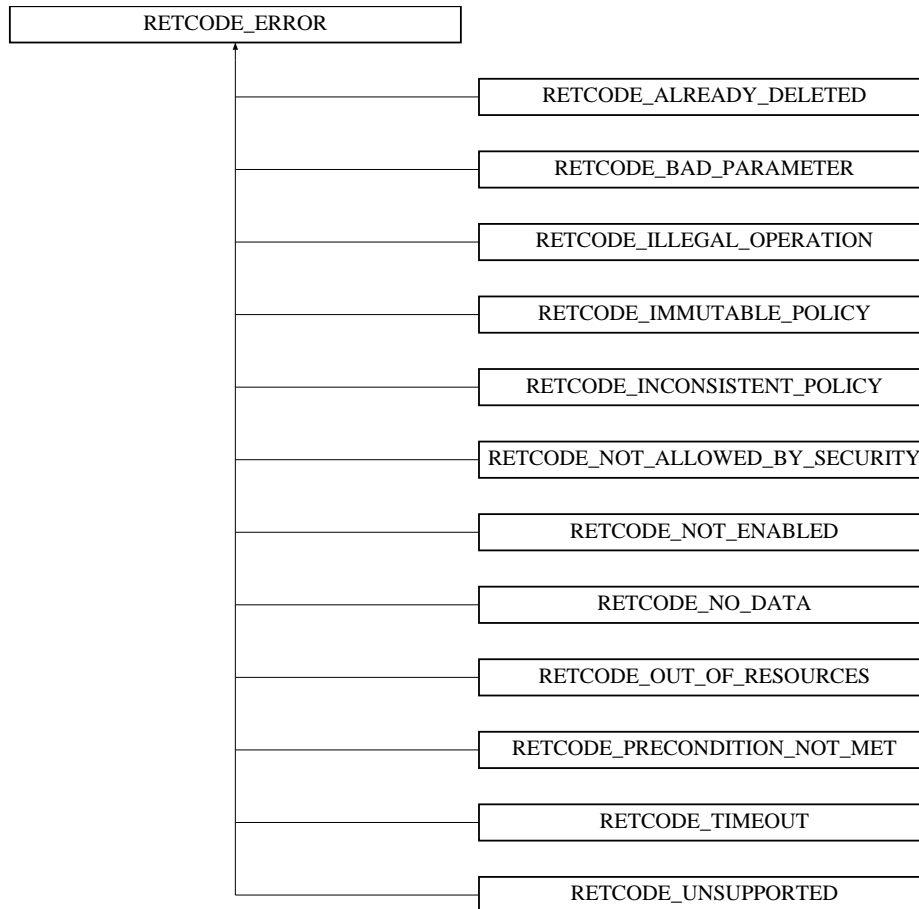 RETCODE_ERROR
RETCODE_ALREADY_DELETED
RETCODE_BAD_PARAMETER
RETCODE_ILLEGAL_OPERATION
RETCODE_IMMUTABLE_POLICY
RETCODE_INCONSISTENT_POLICY
RETCODE_NOT_ALLOWED_BY_SECURITY
RETCODE_NOT_ENABLED
RETCODE_NO_DATA
RETCODE_OUT_OF_RESOURCES
RETCODE_PRECONDITION_NOT_MET
RETCODE_TIMEOUT
RETCODE_UNSUPPORTED